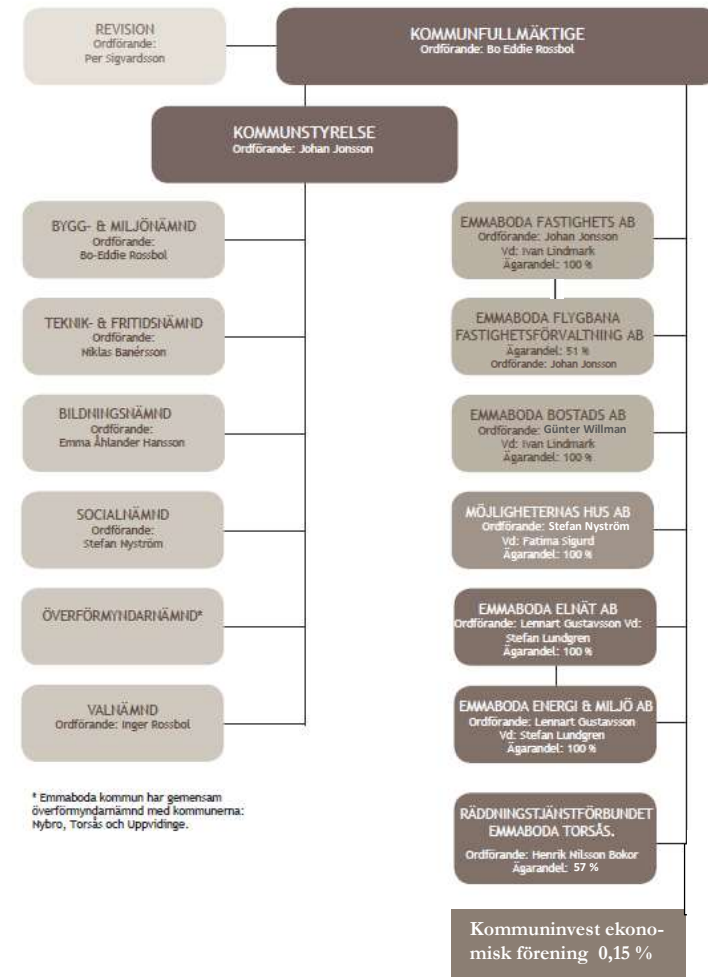 REVISION
Ordförande:
Per Sigvardsson
KOMMUNFULLMÄKTIGE
Ordförande: Bo Eddie Rossbol
KOMMUNSTYRELSE
Ordförande: Johan Jonsson
BYGG- & MILJÖNÄMND
Ordförande:
Bo-Eddie Rossbol
TEKNIK- & FRITIDSNÄMND
Ordförande:
Niklas Banérsson
BILDNINGSNÄMND
Ordförande:
Emma Åhlander Hansson
SOCIALNÄMND
Ordförande:
Stefan Nyström
ÖVERFÖRMYNDARNÄMND*
VALNÄMND
Ordförande: Inger Rossbol
* Emmaboda kommun har gemensam
överförmyndarnämnd med kommunerna:
Nybro, Torsås och Uppvidinge.
EMMABODA FASTIGHETS AB
Ordförande: Johan Jonsson
Vd: Ivan Lindmark
Ägarandel: 100 %
EMMABODA FLYGBANA
FASTIGHETSFÖRVALTNING AB
Ägarandel: 51 %
Ordförande: Johan Jonsson
EMMABODA BOSTADS AB
Ordförande: Günter Willman
Vd: Ivan Lindmark
Ägarandel: 100 %
MÖJLIGHETERNAS HUS AB
Ordförande: Stefan Nyström
Vd: Fatima Sigurd
Ägarandel: 100 %
EMMABODA ELNÄT AB
Ordförande: Lennart Gustavsson Vd:
Stefan Lundgren
Ägarandel: 100 %
EMMABODA ENERGI & MILJÖ AB
Ordförande: Lennart Gustavsson
Vd: Stefan Lundgren
Ägarandel: 100 %
RÄDDNINGSTJÄNSTFÖRBUNDET
EMMABODA TORSÅS.
Ordförande: Henrik Nilsson Bokor
Ägarandel: 57 %
Kommuninvest ekono-
misk förening 0,15 %